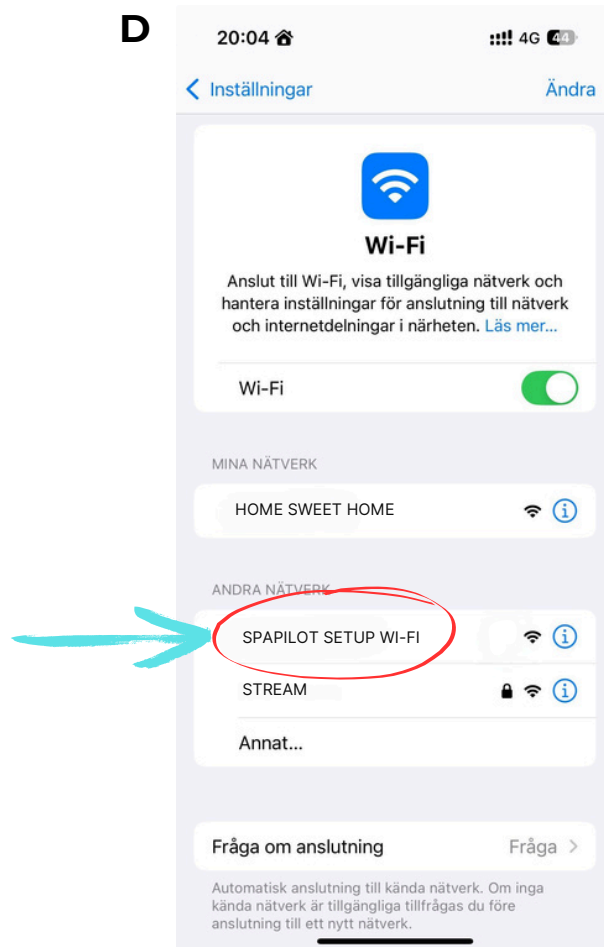 D
20:04
4G 44
Inställningar
Ändra
Wi-Fi
Anslut till Wi-Fi, visa tillgängliga nätverk och
hantera inställningar för anslutning till nätverk
och internetdelningar i närheten. Läs mer...
Wi-Fi
MINA NÄTVERK
HOME SWEET HOME
ANDRA NÄTVERK
SPAPILOT SETUP WI-FI
STREAM
Annat...
Fråga om anslutning
Fråga
Automatisk anslutning till kända nätverk. Om inga
kända nätverk är tillgängliga tillfrågas du före
anslutning till ett nytt nätverk.